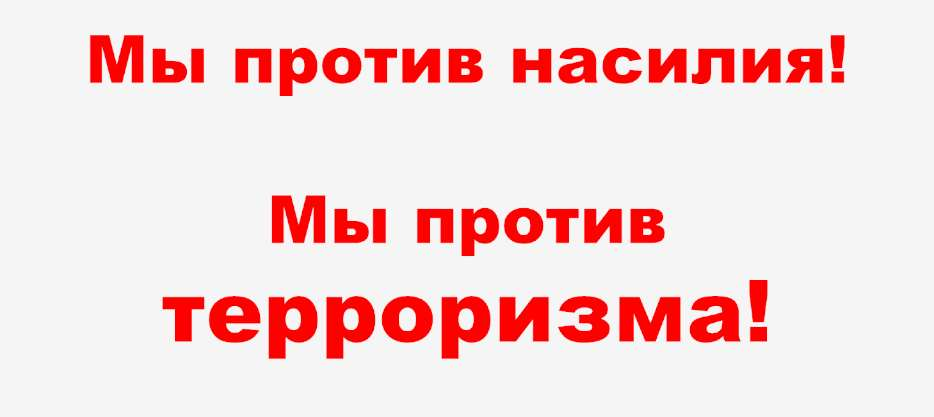 Мы против насилия!
Мы против
терроризма!